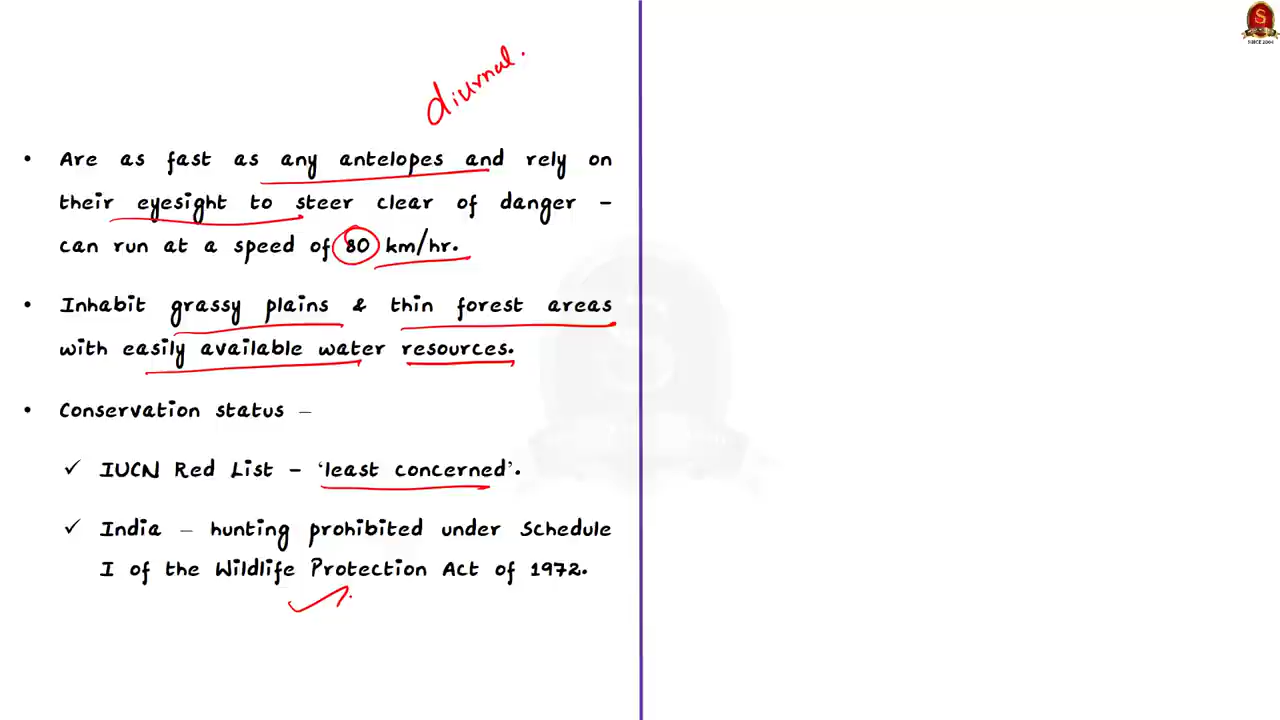 SINCE 2004
diurnal.
• Are as fast as any antelopes and rely on
their eyesight to steer clear of danger –
can run at a speed of 80 km/hr.
• Inhabit grassy plains & thin forest areas
with easily available water resources.
• Conservation status –
✓ IUCN Red List – ‘least concerned’.
✓ India – hunting prohibited under Schedule
I of the Wildlife Protection Act of 1972.